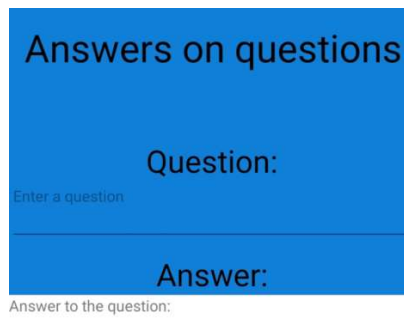 Answers on questions
Question:
Enter a question
Answer:
Answer to the question: